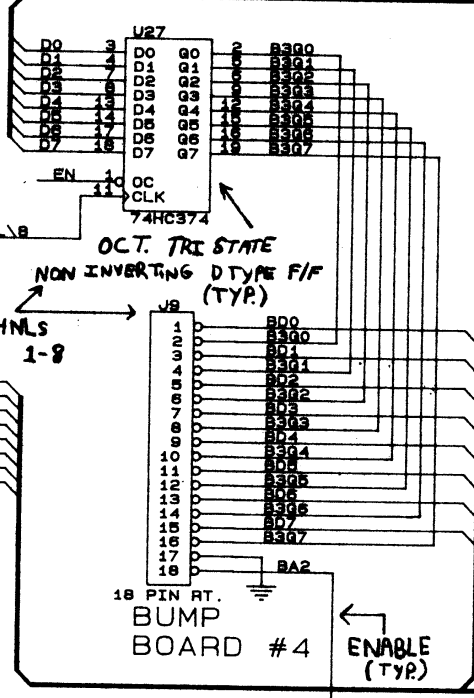 U27
D0 3 D0 Q0 2 B3Q0
D1 4 D1 Q1 5 B3Q1
D2 7 D2 Q2 6 B3Q2
D3 8 D3 Q3 9 B3Q3
D4 13 D4 Q4 12 B3Q4
D5 14 D5 Q5 15 B3Q5
D6 17 D6 Q6 16 B3Q6
D7 18 D7 Q7 19 B3Q7
EN 1 OC
11 CLK
74HC374
\8
OCT. TRI STATE
NON INVERTING D TYPE F/F
(TYP.)
HNLS
1-8
J9
1 BD0
2 B3Q0
3 BD1
4 B3Q1
5 BD2
6 B3Q2
7 BD3
8 B3Q3
9 BD4
10 B3Q4
11 BD5
12 B3Q5
13 BD6
14 B3Q6
15 BD7
16 B3Q7
17
18 BA2
18 PIN RT.
BUMP
BOARD #4
ENABLE
(TYP.)